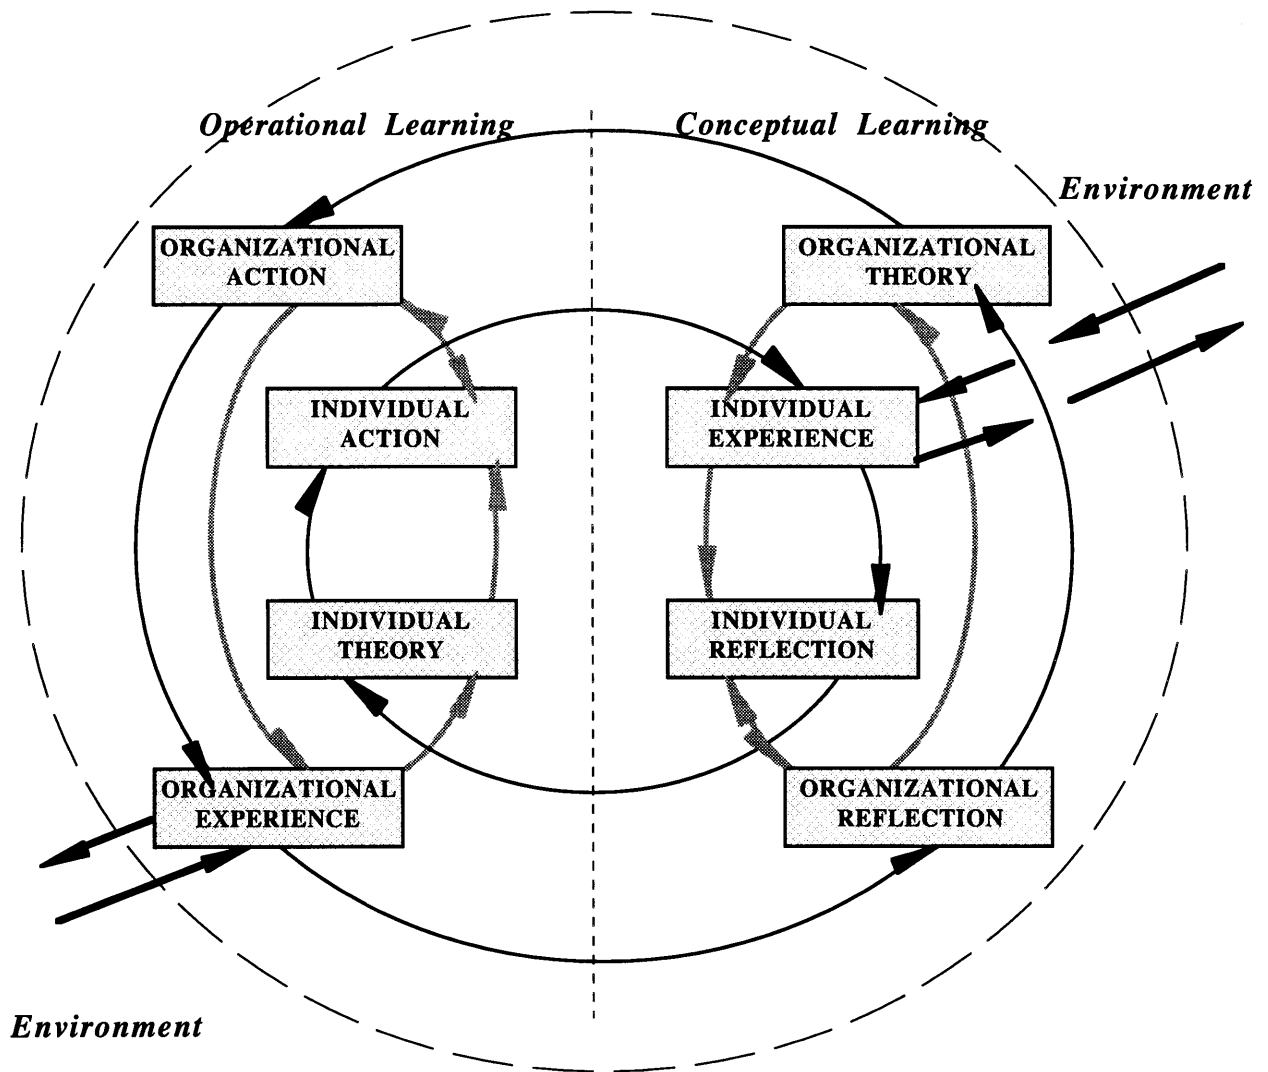 Operational Learning
Conceptual Learning
Environment
ORGANIZATIONAL
ACTION
ORGANIZATIONAL
THEORY
INDIVIDUAL
ACTION
INDIVIDUAL
EXPERIENCE
INDIVIDUAL
THEORY
INDIVIDUAL
REFLECTION
ORGANIZATIONAL
EXPERIENCE
ORGANIZATIONAL
REFLECTION
Environment